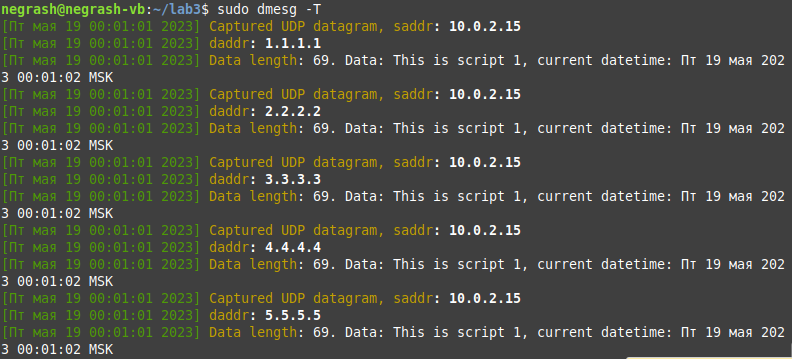 negrash@negrash-vb:~/lab3$ sudo dmesg -T
[Пт мая 19 00:01:01 2023] Captured UDP datagram, saddr: 10.0.2.15
[Пт мая 19 00:01:01 2023] daddr: 1.1.1.1
[Пт мая 19 00:01:01 2023] Data length: 69. Data: This is script 1, current datetime: Пт 19 мая 202
3 00:01:02 MSK
[Пт мая 19 00:01:01 2023] Captured UDP datagram, saddr: 10.0.2.15
[Пт мая 19 00:01:01 2023] daddr: 2.2.2.2
[Пт мая 19 00:01:01 2023] Data length: 69. Data: This is script 1, current datetime: Пт 19 мая 202
3 00:01:02 MSK
[Пт мая 19 00:01:01 2023] Captured UDP datagram, saddr: 10.0.2.15
[Пт мая 19 00:01:01 2023] daddr: 3.3.3.3
[Пт мая 19 00:01:01 2023] Data length: 69. Data: This is script 1, current datetime: Пт 19 мая 202
3 00:01:02 MSK
[Пт мая 19 00:01:01 2023] Captured UDP datagram, saddr: 10.0.2.15
[Пт мая 19 00:01:01 2023] daddr: 4.4.4.4
[Пт мая 19 00:01:01 2023] Data length: 69. Data: This is script 1, current datetime: Пт 19 мая 202
3 00:01:02 MSK
[Пт мая 19 00:01:01 2023] Captured UDP datagram, saddr: 10.0.2.15
[Пт мая 19 00:01:01 2023] daddr: 5.5.5.5
[Пт мая 19 00:01:01 2023] Data length: 69. Data: This is script 1, current datetime: Пт 19 мая 202
3 00:01:02 MSK